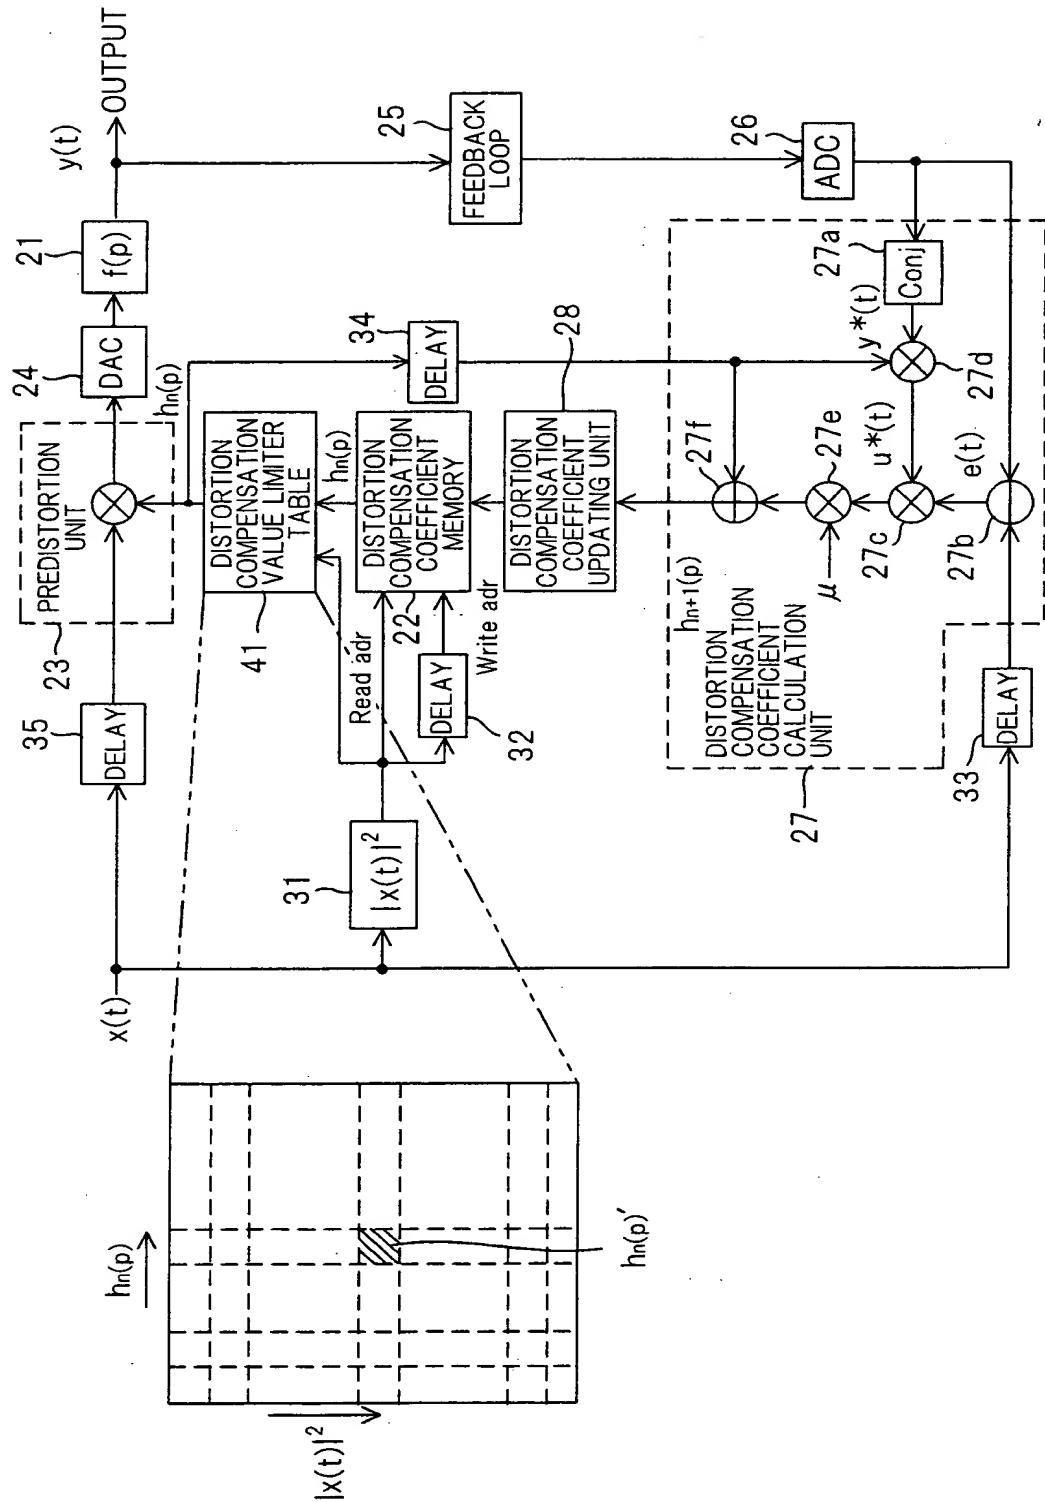 x(t)
35
DELAY
23
PREDISTORTION
UNIT
24
DAC
21
f(p)
y(t)
OUTPUT
hn(p)
41
DISTORTION
COMPENSATION
VALUE LIMITER
TABLE
hn(p)
34
DELAY
25
FEEDBACK
LOOP
31
|x(t)|²
Read adr
22
DISTORTION
COMPENSATION
COEFFICIENT
MEMORY
DELAY
32
Write adr
28
DISTORTION
COMPENSATION
COEFFICIENT
UPDATING UNIT
26
ADC
27
hn+1(p)
DISTORTION
COMPENSATION
COEFFICIENT
CALCULATION
UNIT
27f
μ
27e
27c
u*(t)
y*(t)
27a
Conj
27d
27b
e(t)
33
DELAY
hn(p)
|x(t)|²
hn(p)′